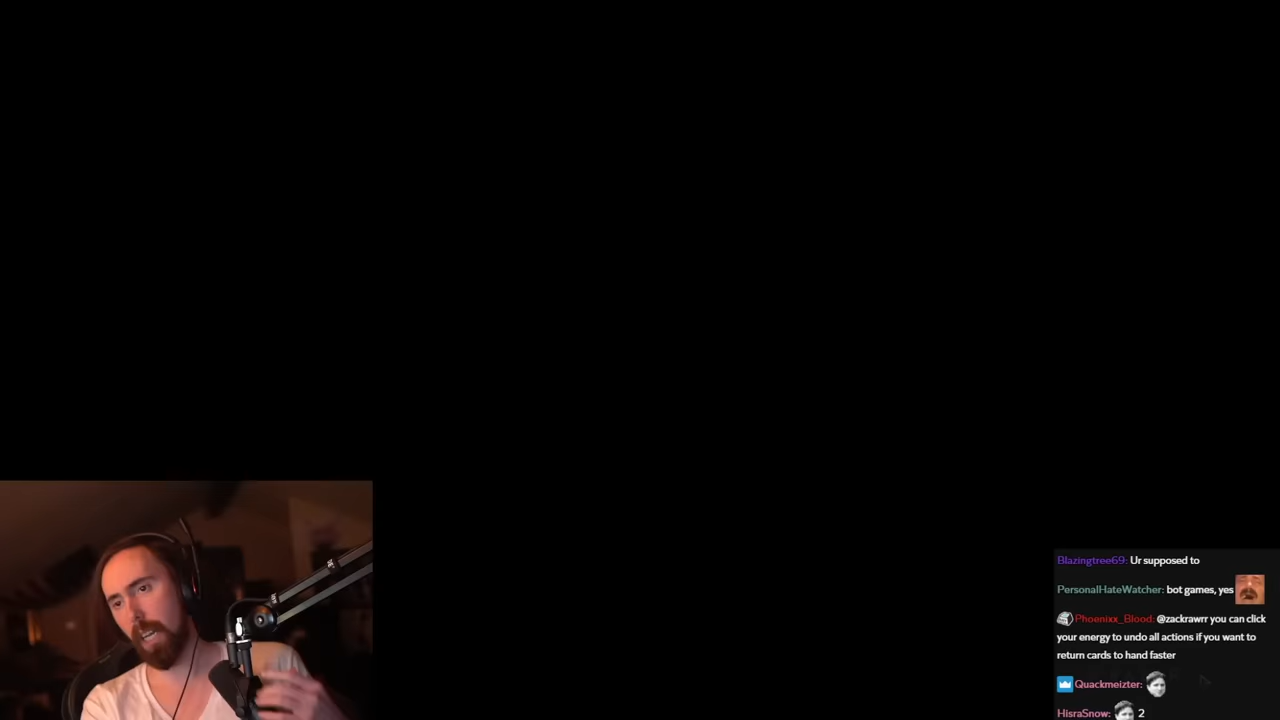 Blazingtree69: Ur supposed to
PersonalHateWatcher: bot games, yes
Phoenixx_Blood: @zackrawrr you can click
your energy to undo all actions if you want to
return cards to hand faster
Quackmeizter:
HisraSnow: 2